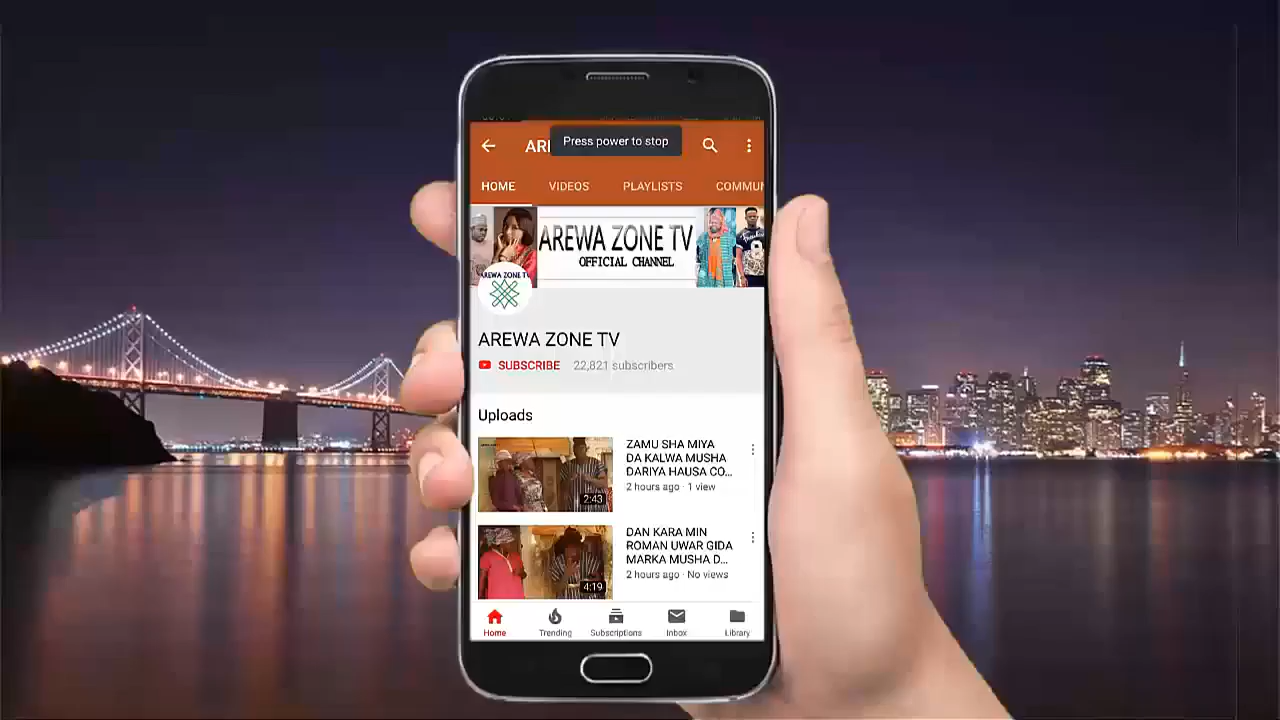 Press power to stop
ARE
HOME VIDEOS PLAYLISTS COMMUN
AREWA ZONE TV
OFFICIAL CHANNEL
AREWA ZONE TV
AREWA ZONE TV
SUBSCRIBE 22,821 subscribers
Uploads
ZAMU SHA MIYA
DA KALWA MUSHA
DARIYA HAUSA CO...
2 hours ago · 1 view
2:43
DAN KARA MIN
ROMAN UWAR GIDA
MARKA MUSHA D...
2 hours ago · No views
4:19
Home Trending Subscriptions Inbox Library